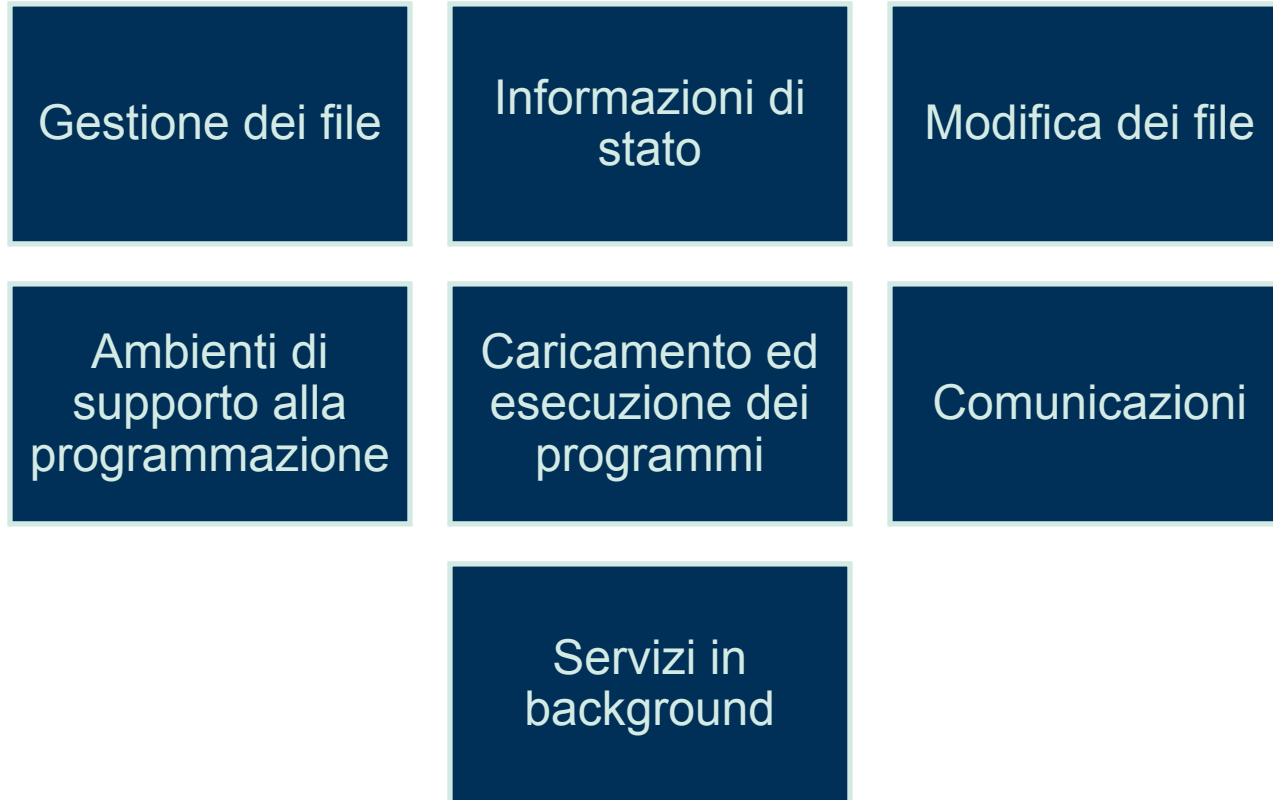 Gestione dei file
Informazioni di
stato
Modifica dei file
Ambienti di
supporto alla
programmazione
Caricamento ed
esecuzione dei
programmi
Comunicazioni
Servizi in
background